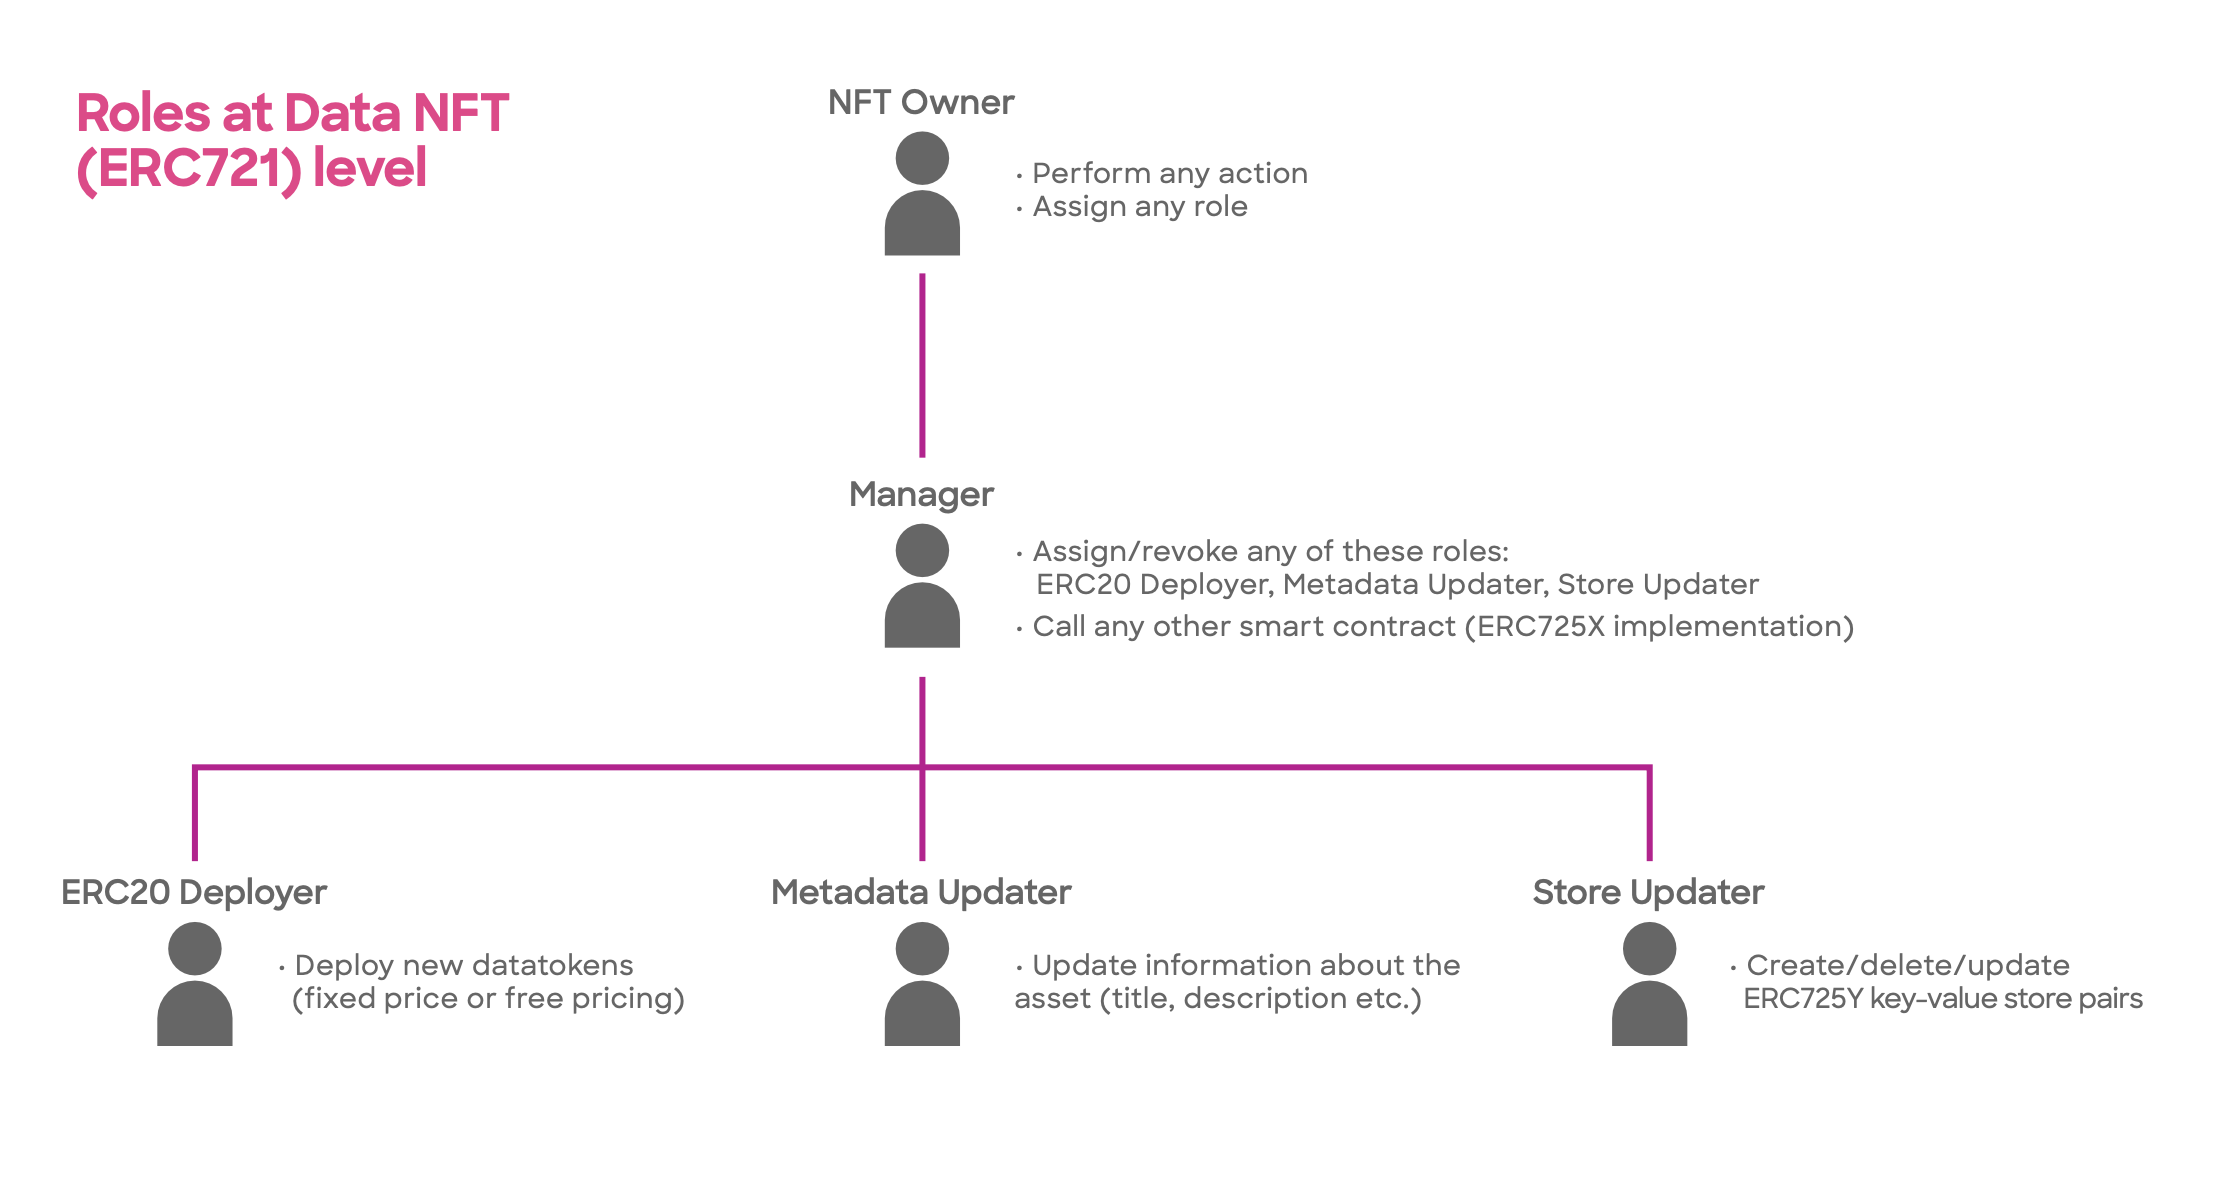 Roles at Data NFT
(ERC721) level
NFT Owner
· Perform any action
· Assign any role
Manager
· Assign/revoke any of these roles:
ERC20 Deployer, Metadata Updater, Store Updater
· Call any other smart contract (ERC725X implementation)
ERC20 Deployer
· Deploy new datatokens
(fixed price or free pricing)
Metadata Updater
· Update information about the
asset (title, description etc.)
Store Updater
· Create/delete/update
ERC725Y key-value store pairs